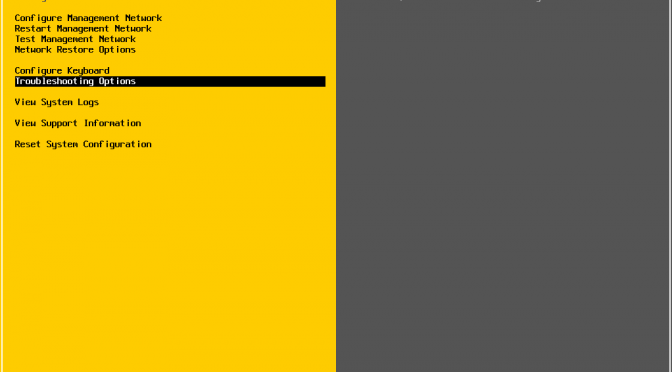 Configure Management Network
Restart Management Network
Test Management Network
Network Restore Options
Configure Keyboard
Troubleshooting Options
View System Logs
View Support Information
Reset System Configuration